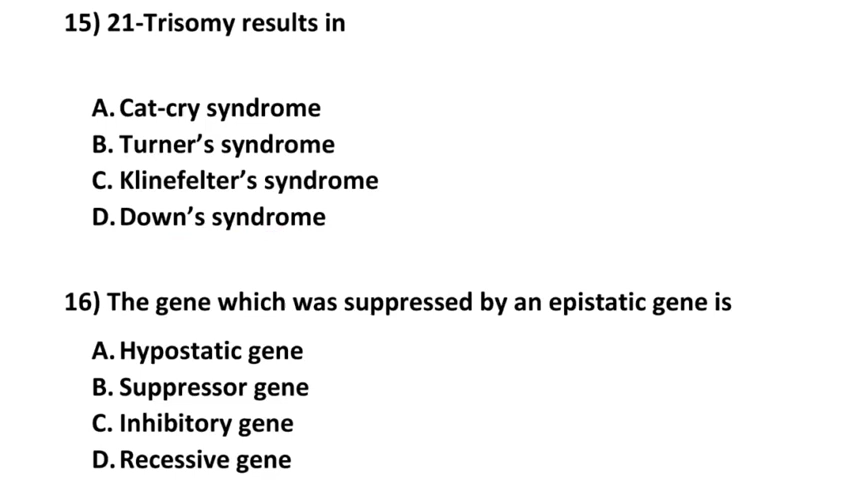 15) 21-Trisomy results in
A. Cat-cry syndrome
B. Turner’s syndrome
C. Klinefelter’s syndrome
D. Down’s syndrome
16) The gene which was suppressed by an epistatic gene is
A. Hypostatic gene
B. Suppressor gene
C. Inhibitory gene
D. Recessive gene